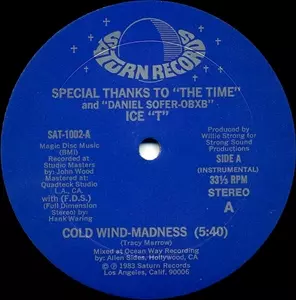 SATURN RECORDS
SPECIAL THANKS TO "THE TIME"
and "DANIEL SOFER-OBXB"
ICE "T"
SAT-1002-A
Magic Disc Music
(BMI)
Recorded at
Studio Masters
by: John Wood
Mastered at:
Quadteck Studio
L.A., CA.
with (F.D.S.)
(Full Dimension
Stereo) by:
Hank Waring
Produced by
Willie Strong for
Strong Sound
Productions
SIDE A
(INSTRUMENTAL)
33⅓ RPM
STEREO
A
COLD WIND-MADNESS (5:40)
(Tracy Marrow)
Mixed at Ocean Way Recording
by: Allen Sides, Hollywood, CA.
© ℗ 1983 Saturn Records
Los Angeles, Calif. 90006